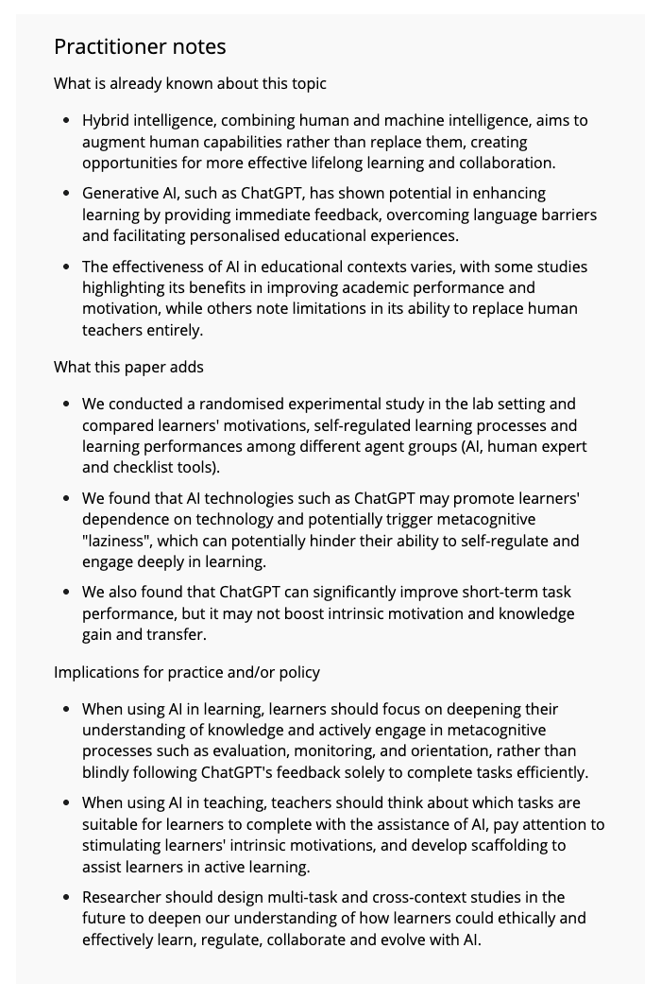 Practitioner notes
What is already known about this topic
• Hybrid intelligence, combining human and machine intelligence, aims to
augment human capabilities rather than replace them, creating
opportunities for more effective lifelong learning and collaboration.
• Generative AI, such as ChatGPT, has shown potential in enhancing
learning by providing immediate feedback, overcoming language barriers
and facilitating personalised educational experiences.
• The effectiveness of AI in educational contexts varies, with some studies
highlighting its benefits in improving academic performance and
motivation, while others note limitations in its ability to replace human
teachers entirely.
What this paper adds
• We conducted a randomised experimental study in the lab setting and
compared learners' motivations, self-regulated learning processes and
learning performances among different agent groups (AI, human expert
and checklist tools).
• We found that AI technologies such as ChatGPT may promote learners'
dependence on technology and potentially trigger metacognitive
"laziness", which can potentially hinder their ability to self-regulate and
engage deeply in learning.
• We also found that ChatGPT can significantly improve short-term task
performance, but it may not boost intrinsic motivation and knowledge
gain and transfer.
Implications for practice and/or policy
• When using AI in learning, learners should focus on deepening their
understanding of knowledge and actively engage in metacognitive
processes such as evaluation, monitoring, and orientation, rather than
blindly following ChatGPT's feedback solely to complete tasks efficiently.
• When using AI in teaching, teachers should think about which tasks are
suitable for learners to complete with the assistance of AI, pay attention to
stimulating learners' intrinsic motivations, and develop scaffolding to
assist learners in active learning.
• Researcher should design multi-task and cross-context studies in the
future to deepen our understanding of how learners could ethically and
effectively learn, regulate, collaborate and evolve with AI.